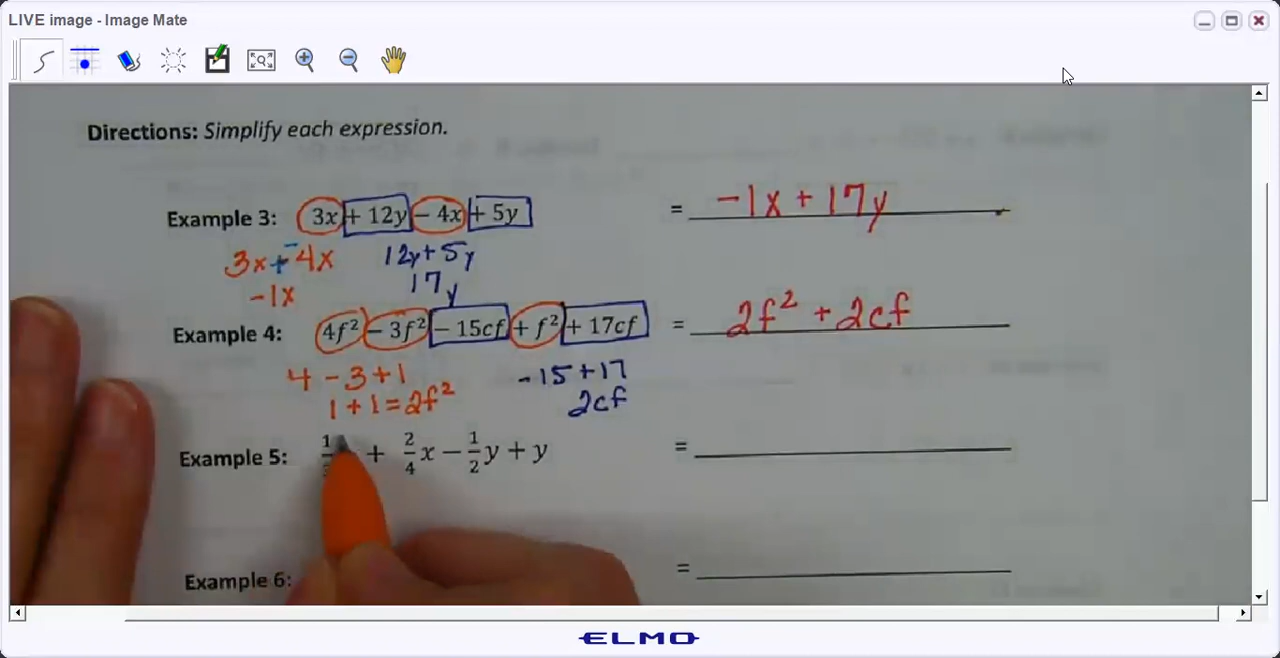 LIVE image - Image Mate
Directions: Simplify each expression.
Example 3: 3x + 12y - 4x + 5y = -1x + 17y
3x + -4x 12y + 5y
-1x 17y
Example 4: 4f² - 3f² - 15cf + f² + 17cf = 2f² + 2cf
4 - 3 + 1 -15 + 17
1 + 1 = 2f² 2cf
Example 5: + 2/4 x - 1/2 y + y =
Example 6: =
ELMO